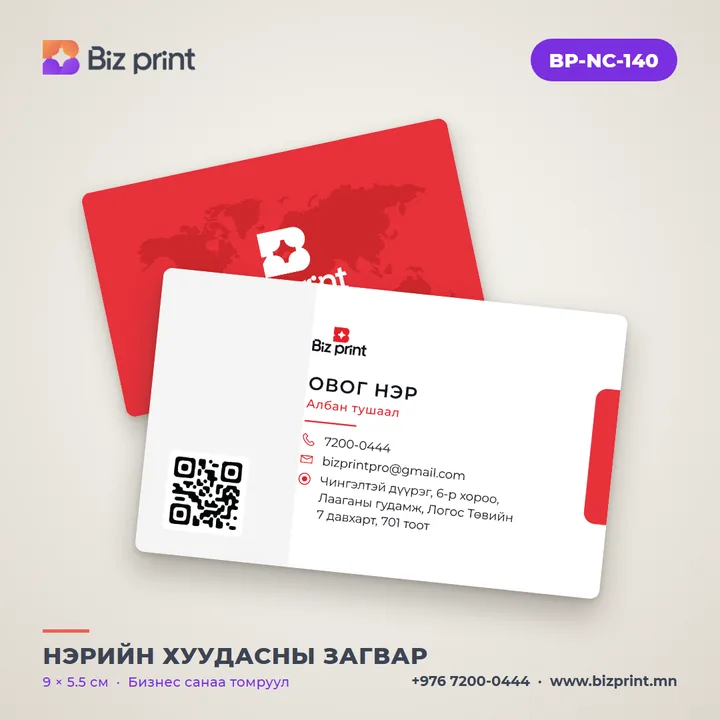 Biz print
BP-NC-140
Biz print
ОВОГ НЭР
Албан тушаал
7200-0444
bizprintpro@gmail.com
Чингэлтэй дүүрэг, 6-р хороо,
Лааганы гудамж, Логос Төвийн
7 давхарт, 701 тоот
НЭРИЙН ХУУДАСНЫ ЗАГВАР
9 × 5.5 см · Бизнес санаа томруул
+976 7200-0444 · www.bizprint.mn